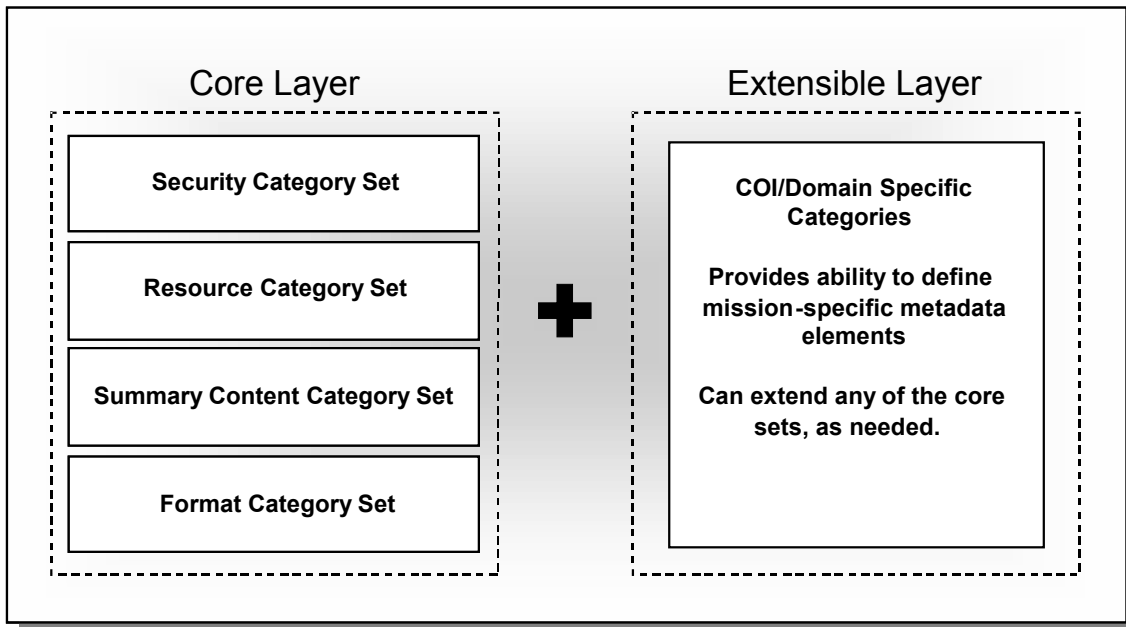 Core Layer
Security Category Set
Resource Category Set
Summary Content Category Set
Format Category Set
Extensible Layer
COI/Domain Specific
Categories
Provides ability to define
mission-specific metadata
elements
Can extend any of the core
sets, as needed.